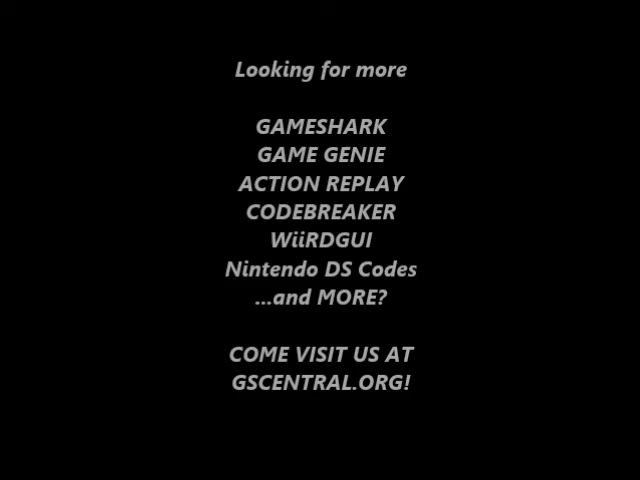 Looking for more
GAMESHARK
GAME GENIE
ACTION REPLAY
CODEBREAKER
WiiRDGUI
Nintendo DS Codes
...and MORE?
COME VISIT US AT
GSCENTRAL.ORG!